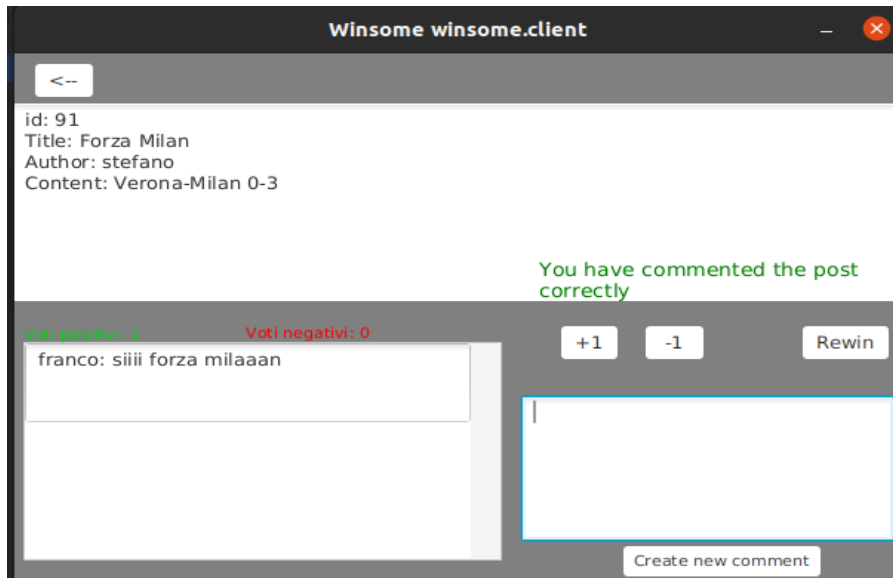 Winsome winsome.client
<--
id: 91
Title: Forza Milan
Author: stefano
Content: Verona-Milan 0-3
You have commented the post
correctly
Voti positivi: 1 Voti negativi: 0
+1 -1 Rewin
franco: siiii forza milaaan
Create new comment